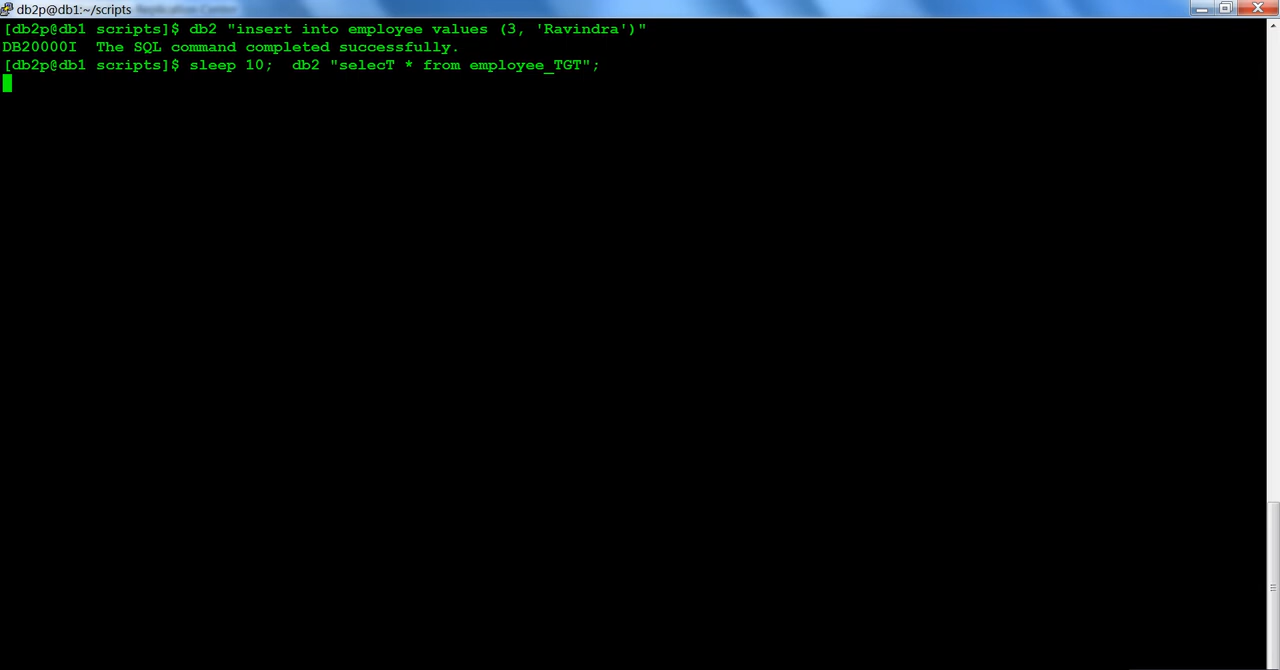 db2p@db1:~/scripts
[db2p@db1 scripts]$ db2 "insert into employee values (3, 'Ravindra')"
DB20000I  The SQL command completed successfully.
[db2p@db1 scripts]$ sleep 10;  db2 "selecT * from employee_TGT";